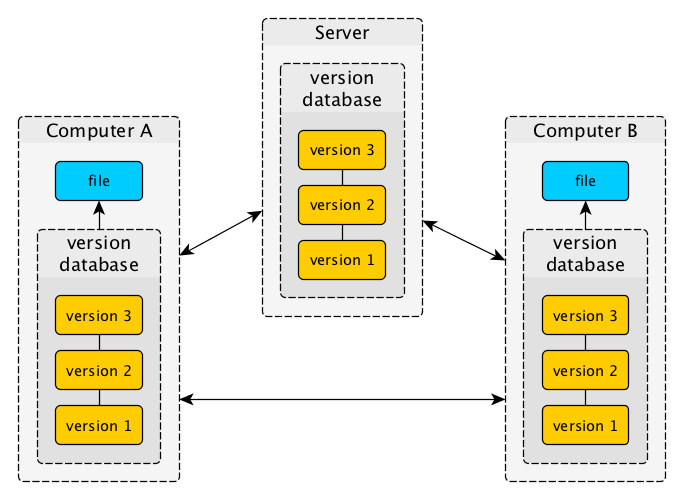 Server
version
database
version 3
version 2
version 1
Computer A
file
version
database
version 3
version 2
version 1
Computer B
file
version
database
version 3
version 2
version 1